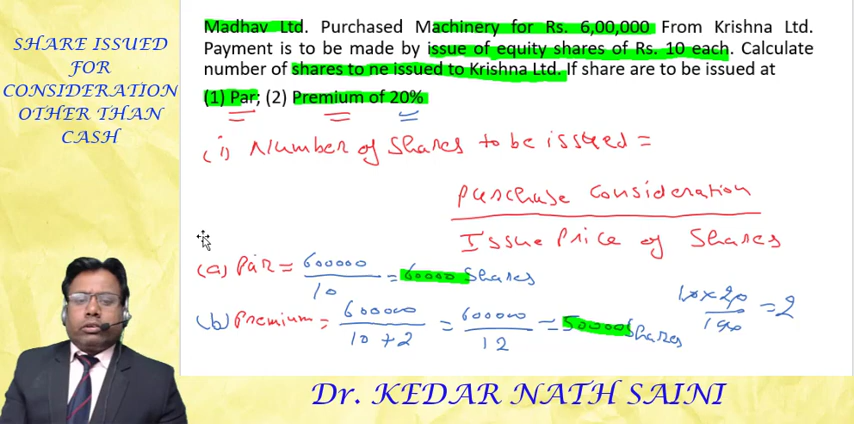 SHARE ISSUED
FOR
CONSIDERATION
OTHER THAN
CASH
Madhav Ltd. Purchased Machinery for Rs. 6,00,000 From Krishna Ltd.
Payment is to be made by issue of equity shares of Rs. 10 each. Calculate
number of shares to ne issued to Krishna Ltd. If share are to be issued at
(1) Par; (2) Premium of 20%
(i) Number of Shares to be issued =
Purchase Consideration
Issue Price of Shares
(a) Par = 600000 / 10 = 60000 Shares
(b) Premium = 600000 / 10+2 = 600000 / 12 = 50000 Shares
10 × 20 / 100 = 2
Dr. KEDAR NATH SAINI